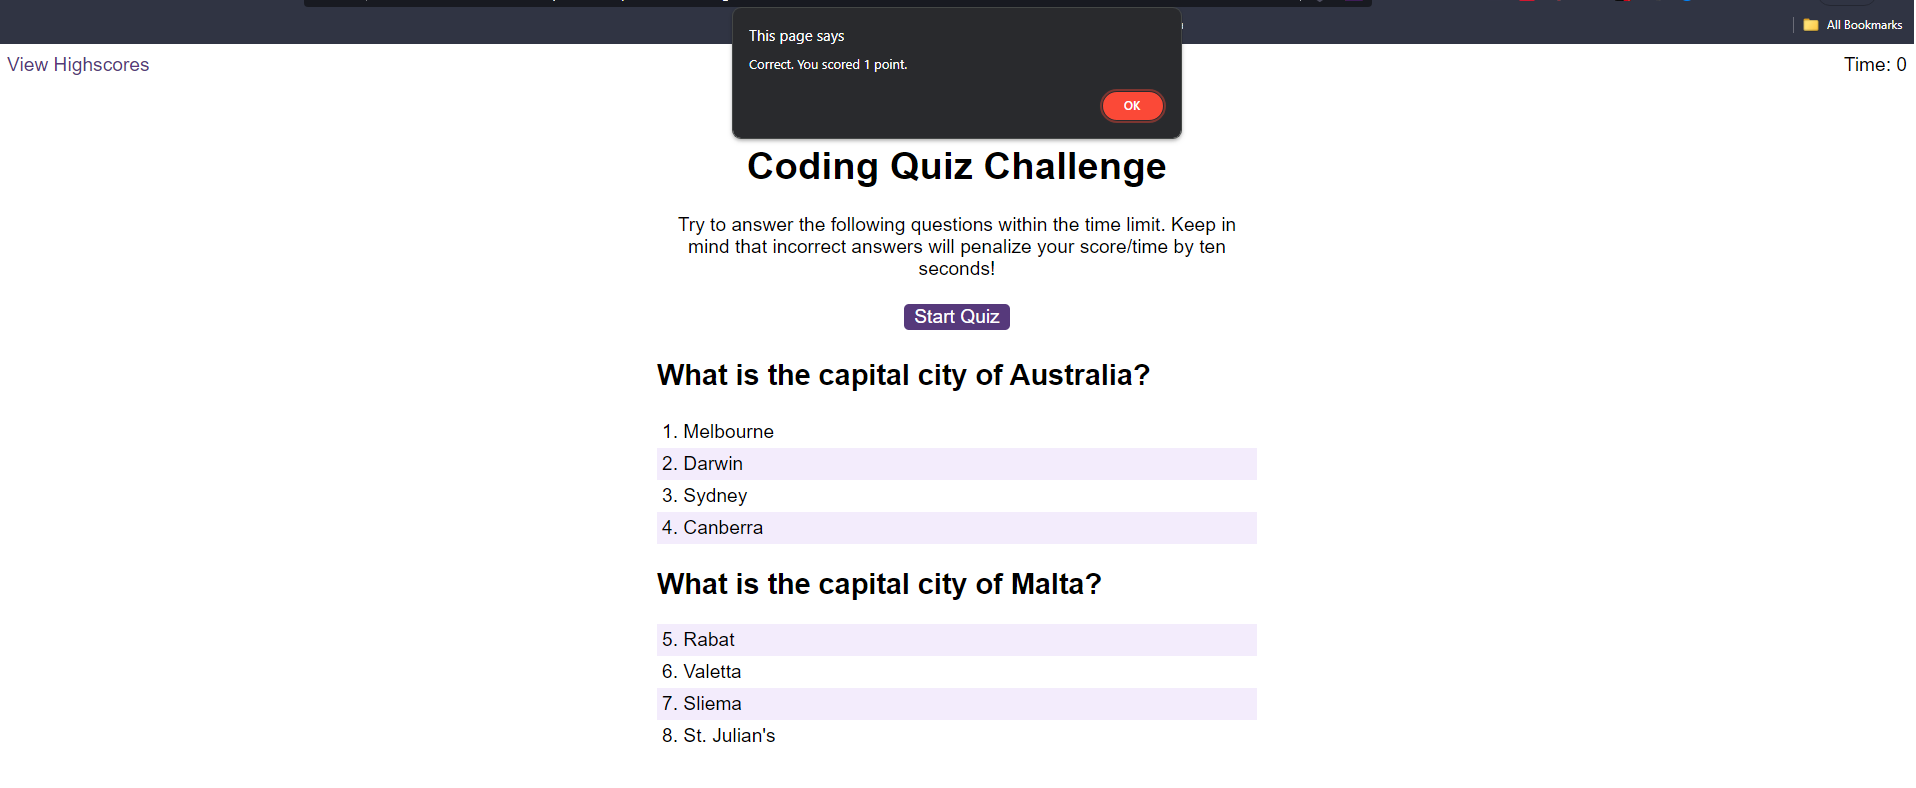 All Bookmarks
This page says
Correct. You scored 1 point.
OK
View Highscores
Time: 0
Coding Quiz Challenge
Try to answer the following questions within the time limit. Keep in
mind that incorrect answers will penalize your score/time by ten
seconds!
Start Quiz
What is the capital city of Australia?
1. Melbourne
2. Darwin
3. Sydney
4. Canberra
What is the capital city of Malta?
5. Rabat
6. Valetta
7. Sliema
8. St. Julian's